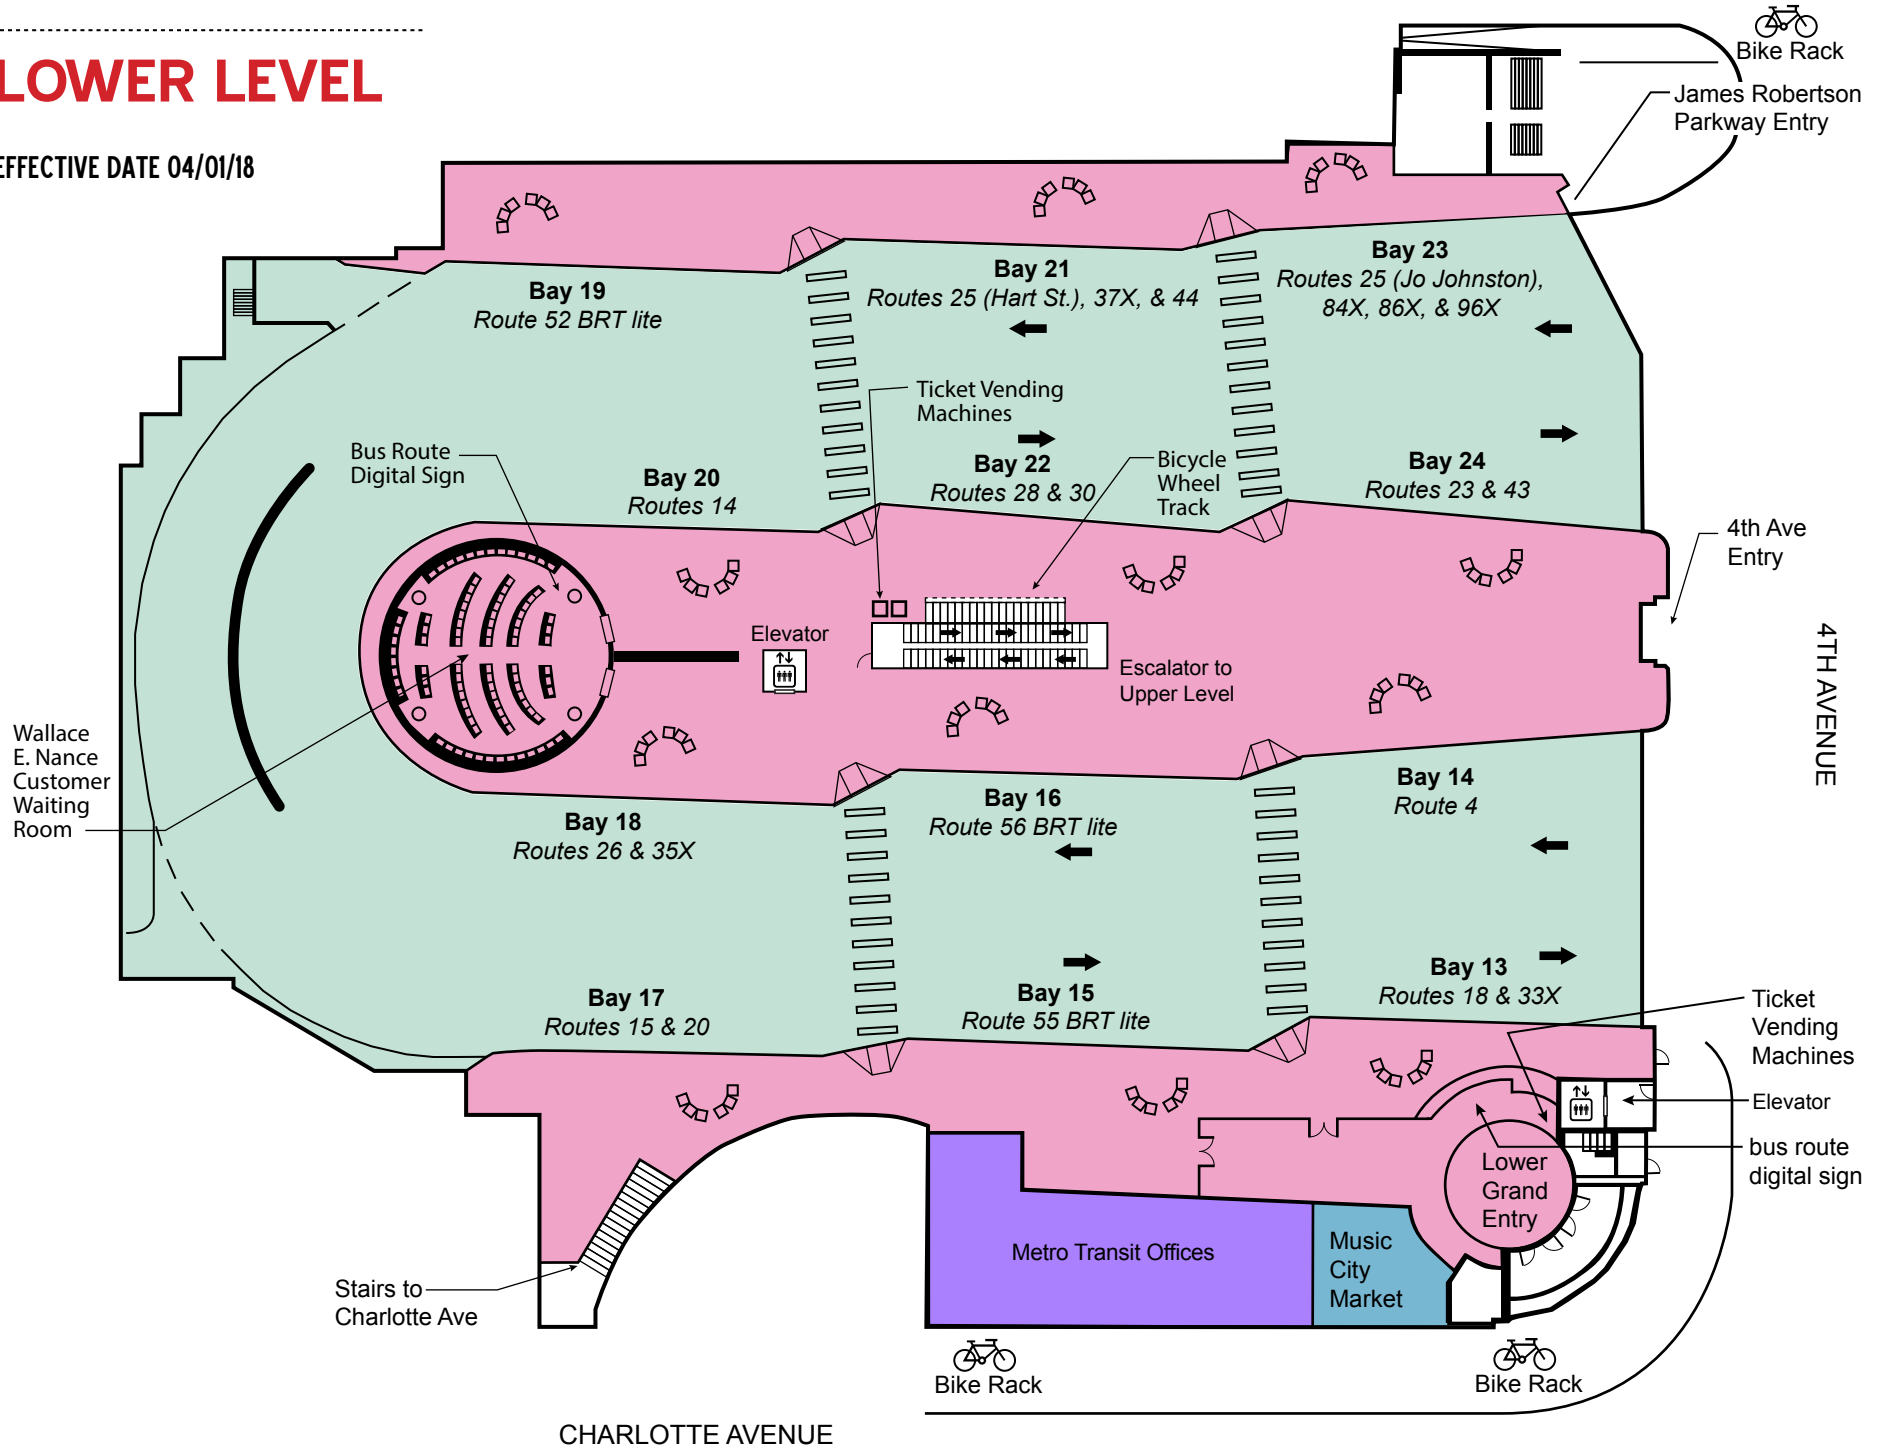 LOWER LEVEL
EFFECTIVE DATE 04/01/18
Bike Rack
James Robertson
Parkway Entry
Bay 19
Route 52 BRT lite
Bay 21
Routes 25 (Hart St.), 37X, & 44
Bay 23
Routes 25 (Jo Johnston),
84X, 86X, & 96X
Ticket Vending
Machines
Bus Route
Digital Sign
Bay 20
Routes 14
Bay 22
Routes 28 & 30
Bicycle
Wheel
Track
Bay 24
Routes 23 & 43
4th Ave
Entry
4TH AVENUE
Elevator
Escalator to
Upper Level
Wallace
E. Nance
Customer
Waiting
Room
Bay 18
Routes 26 & 35X
Bay 16
Route 56 BRT lite
Bay 14
Route 4
Bay 17
Routes 15 & 20
Bay 15
Route 55 BRT lite
Bay 13
Routes 18 & 33X
Ticket
Vending
Machines
Elevator
bus route
digital sign
Lower
Grand
Entry
Metro Transit Offices
Music
City
Market
Stairs to
Charlotte Ave
Bike Rack
Bike Rack
CHARLOTTE AVENUE